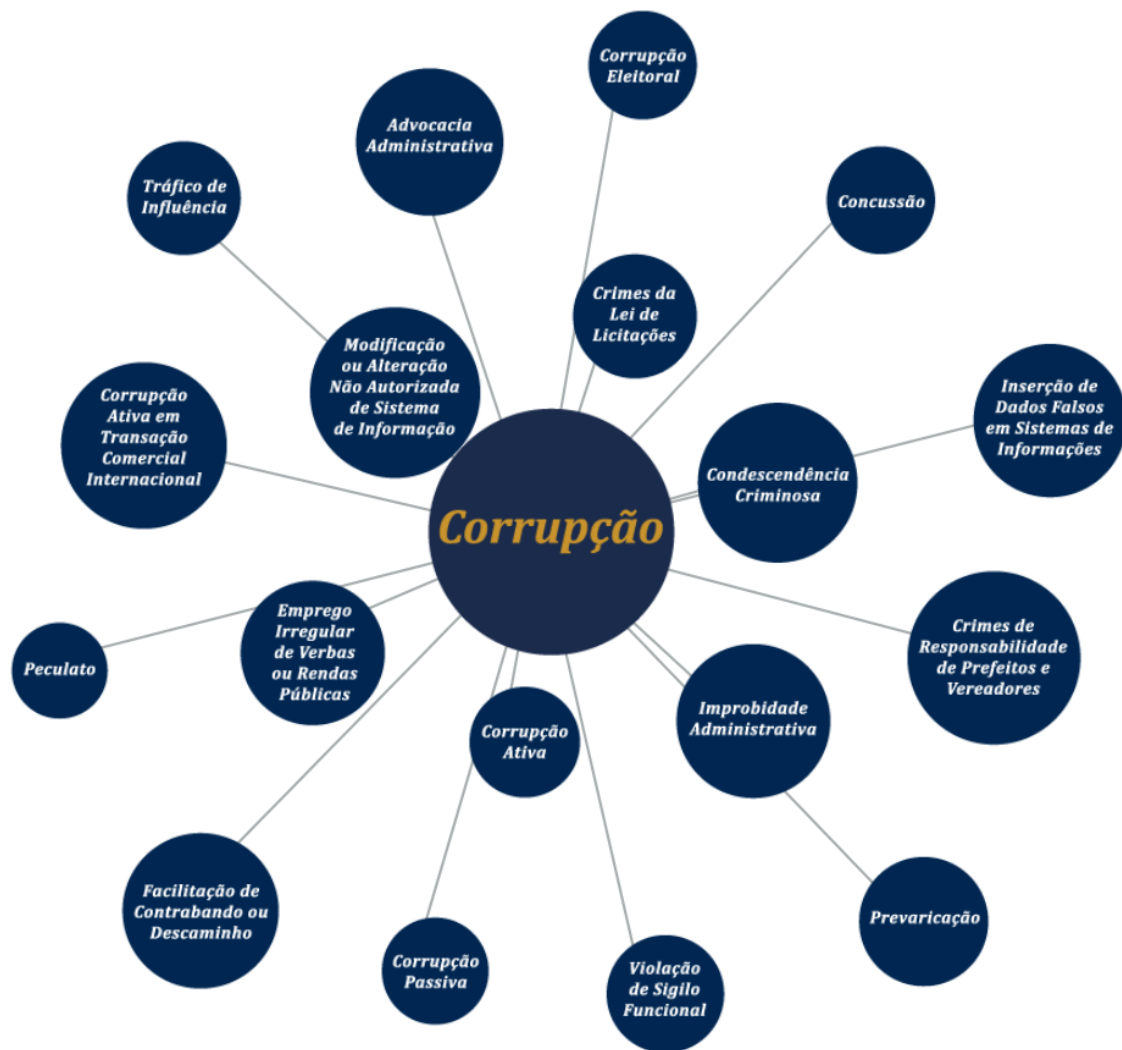 Corrupção
Eleitoral
Advocacia
Administrativa
Tráfico de
Influência
Concussão
Crimes da
Lei de
Licitações
Modificação
ou Alteração
Não Autorizada
de Sistema
de Informação
Corrupção
Ativa em
Transação
Comercial
Internacional
Inserção de
Dados Falsos
em Sistemas de
Informações
Condescendência
Criminosa
Corrupção
Emprego
Irregular
de Verbas
ou Rendas
Públicas
Peculato
Crimes de
Responsabilidade
de Prefeitos e
Vereadores
Improbidade
Administrativa
Corrupção
Ativa
Facilitação de
Contrabando ou
Descaminho
Corrupção
Passiva
Violação
de Sigilo
Funcional
Prevaricação